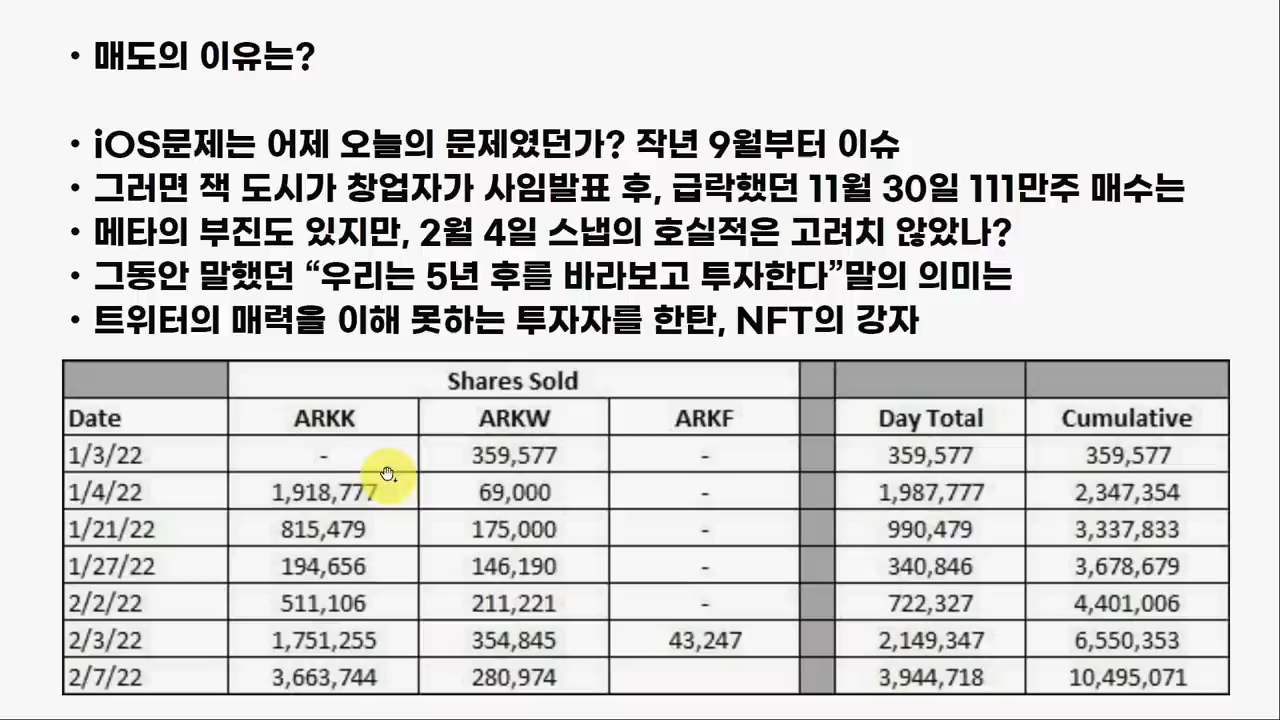 • 매도의 이유는?
• iOS문제는 어제 오늘의 문제였던가? 작년 9월부터 이슈
• 그러면 잭 도시가 창업자가 사임발표 후, 급락했던 11월 30일 111만주 매수는
• 메타의 부진도 있지만, 2월 4일 스냅의 호실적은 고려치 않았나?
• 그동안 말했던 “우리는 5년 후를 바라보고 투자한다”말의 의미는
• 트위터의 매력을 이해 못하는 투자자를 한탄, NFT의 강자
Shares Sold
Date ARKK ARKW ARKF Day Total Cumulative
1/3/22 - 359,577 - 359,577 359,577
1/4/22 1,918,777 69,000 - 1,987,777 2,347,354
1/21/22 815,479 175,000 - 990,479 3,337,833
1/27/22 194,656 146,190 - 340,846 3,678,679
2/2/22 511,106 211,221 - 722,327 4,401,006
2/3/22 1,751,255 354,845 43,247 2,149,347 6,550,353
2/7/22 3,663,744 280,974 3,944,718 10,495,071